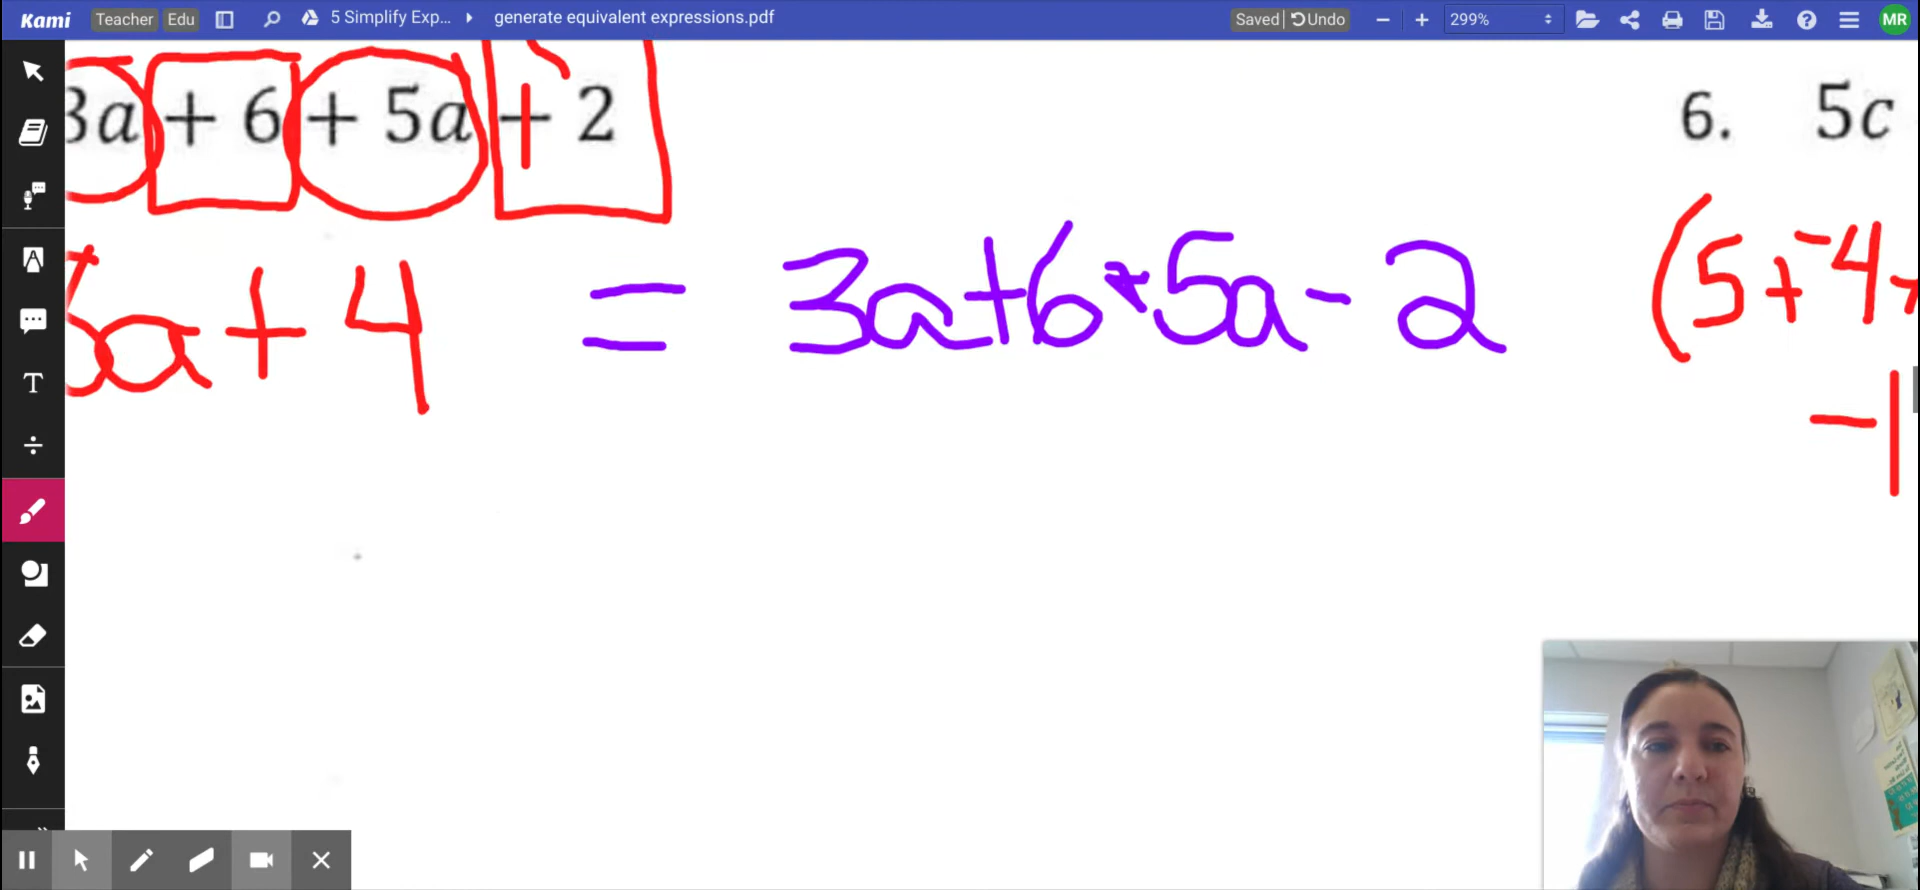 Kami Teacher Edu 5 Simplify Exp... generate equivalent expressions.pdf Saved Undo 299% MR
3a + 6 + 5a + 2
6. 5c
a + 4 = 3a+6+5a-2
(5+-4+
-1